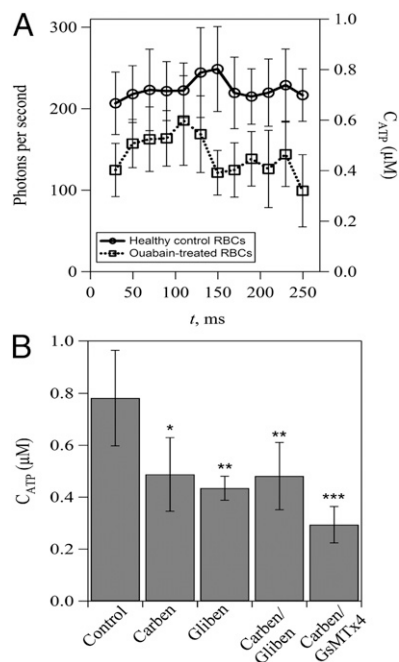 A
300
200
100
0
Photons per second
1.0
0.8
0.6
0.4
0.2
0.0
C_ATP (µM)
Healthy control RBCs
Ouabain-treated RBCs
0 50 100 150 200 250
t, ms
B
1.0
0.8
0.6
0.4
0.2
0.0
C_ATP (µM)
* ** ** ***
Control
Carben
Gliben
Carben/
Gliben
Carben/
GsMTx4